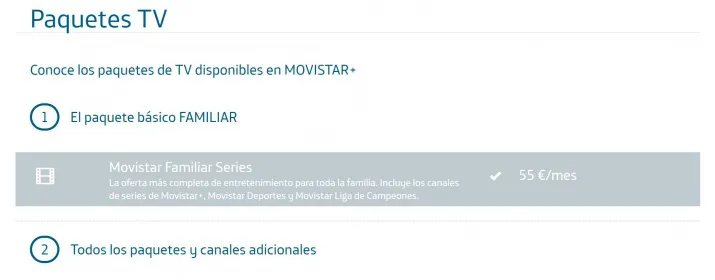 Paquetes TV
Conoce los paquetes de TV disponibles en MOVISTAR+
1 El paquete básico FAMILIAR
Movistar Familiar Series
La oferta más completa de entretenimiento para toda la familia. Incluye los canales
de series de Movistar+, Movistar Deportes y Movistar Liga de Campeones.
55 €/mes
2 Todos los paquetes y canales adicionales